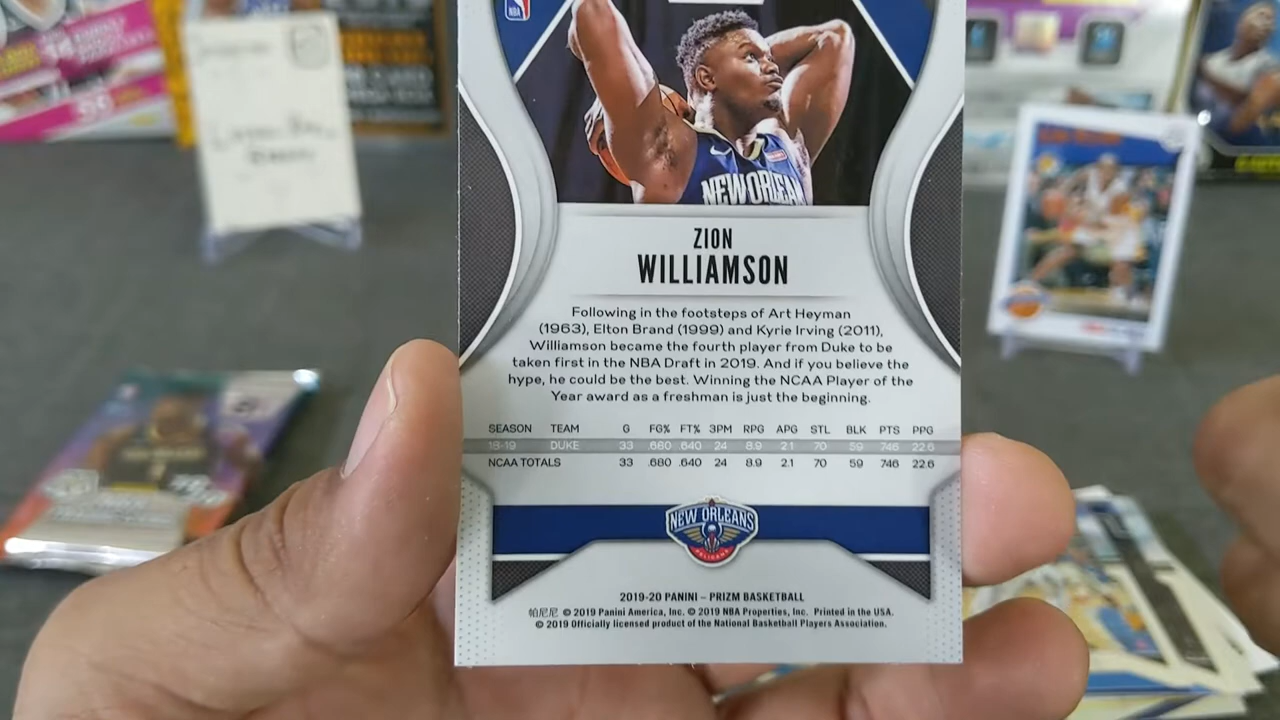 NBA
NEW ORLEAN
ZION
WILLIAMSON
Following in the footsteps of Art Heyman
(1963), Elton Brand (1999) and Kyrie Irving (2011),
Williamson became the fourth player from Duke to be
taken first in the NBA Draft in 2019. And if you believe the
hype, he could be the best. Winning the NCAA Player of the
Year award as a freshman is just the beginning.
SEASON TEAM G FG% FT% 3PM RPG APG STL BLK PTS PPG
18-19 DUKE 33 .680 .640 24 8.9 2.1 70 59 746 22.6
NCAA TOTALS 33 .680 .640 24 8.9 2.1 70 59 746 22.6
NEW ORLEANS
PELICANS
2019-20 PANINI – PRIZM BASKETBALL
帕尼尼 © 2019 Panini America, Inc. © 2019 NBA Properties, Inc. Printed in the USA.
© 2019 Officially licensed product of the National Basketball Players Association.